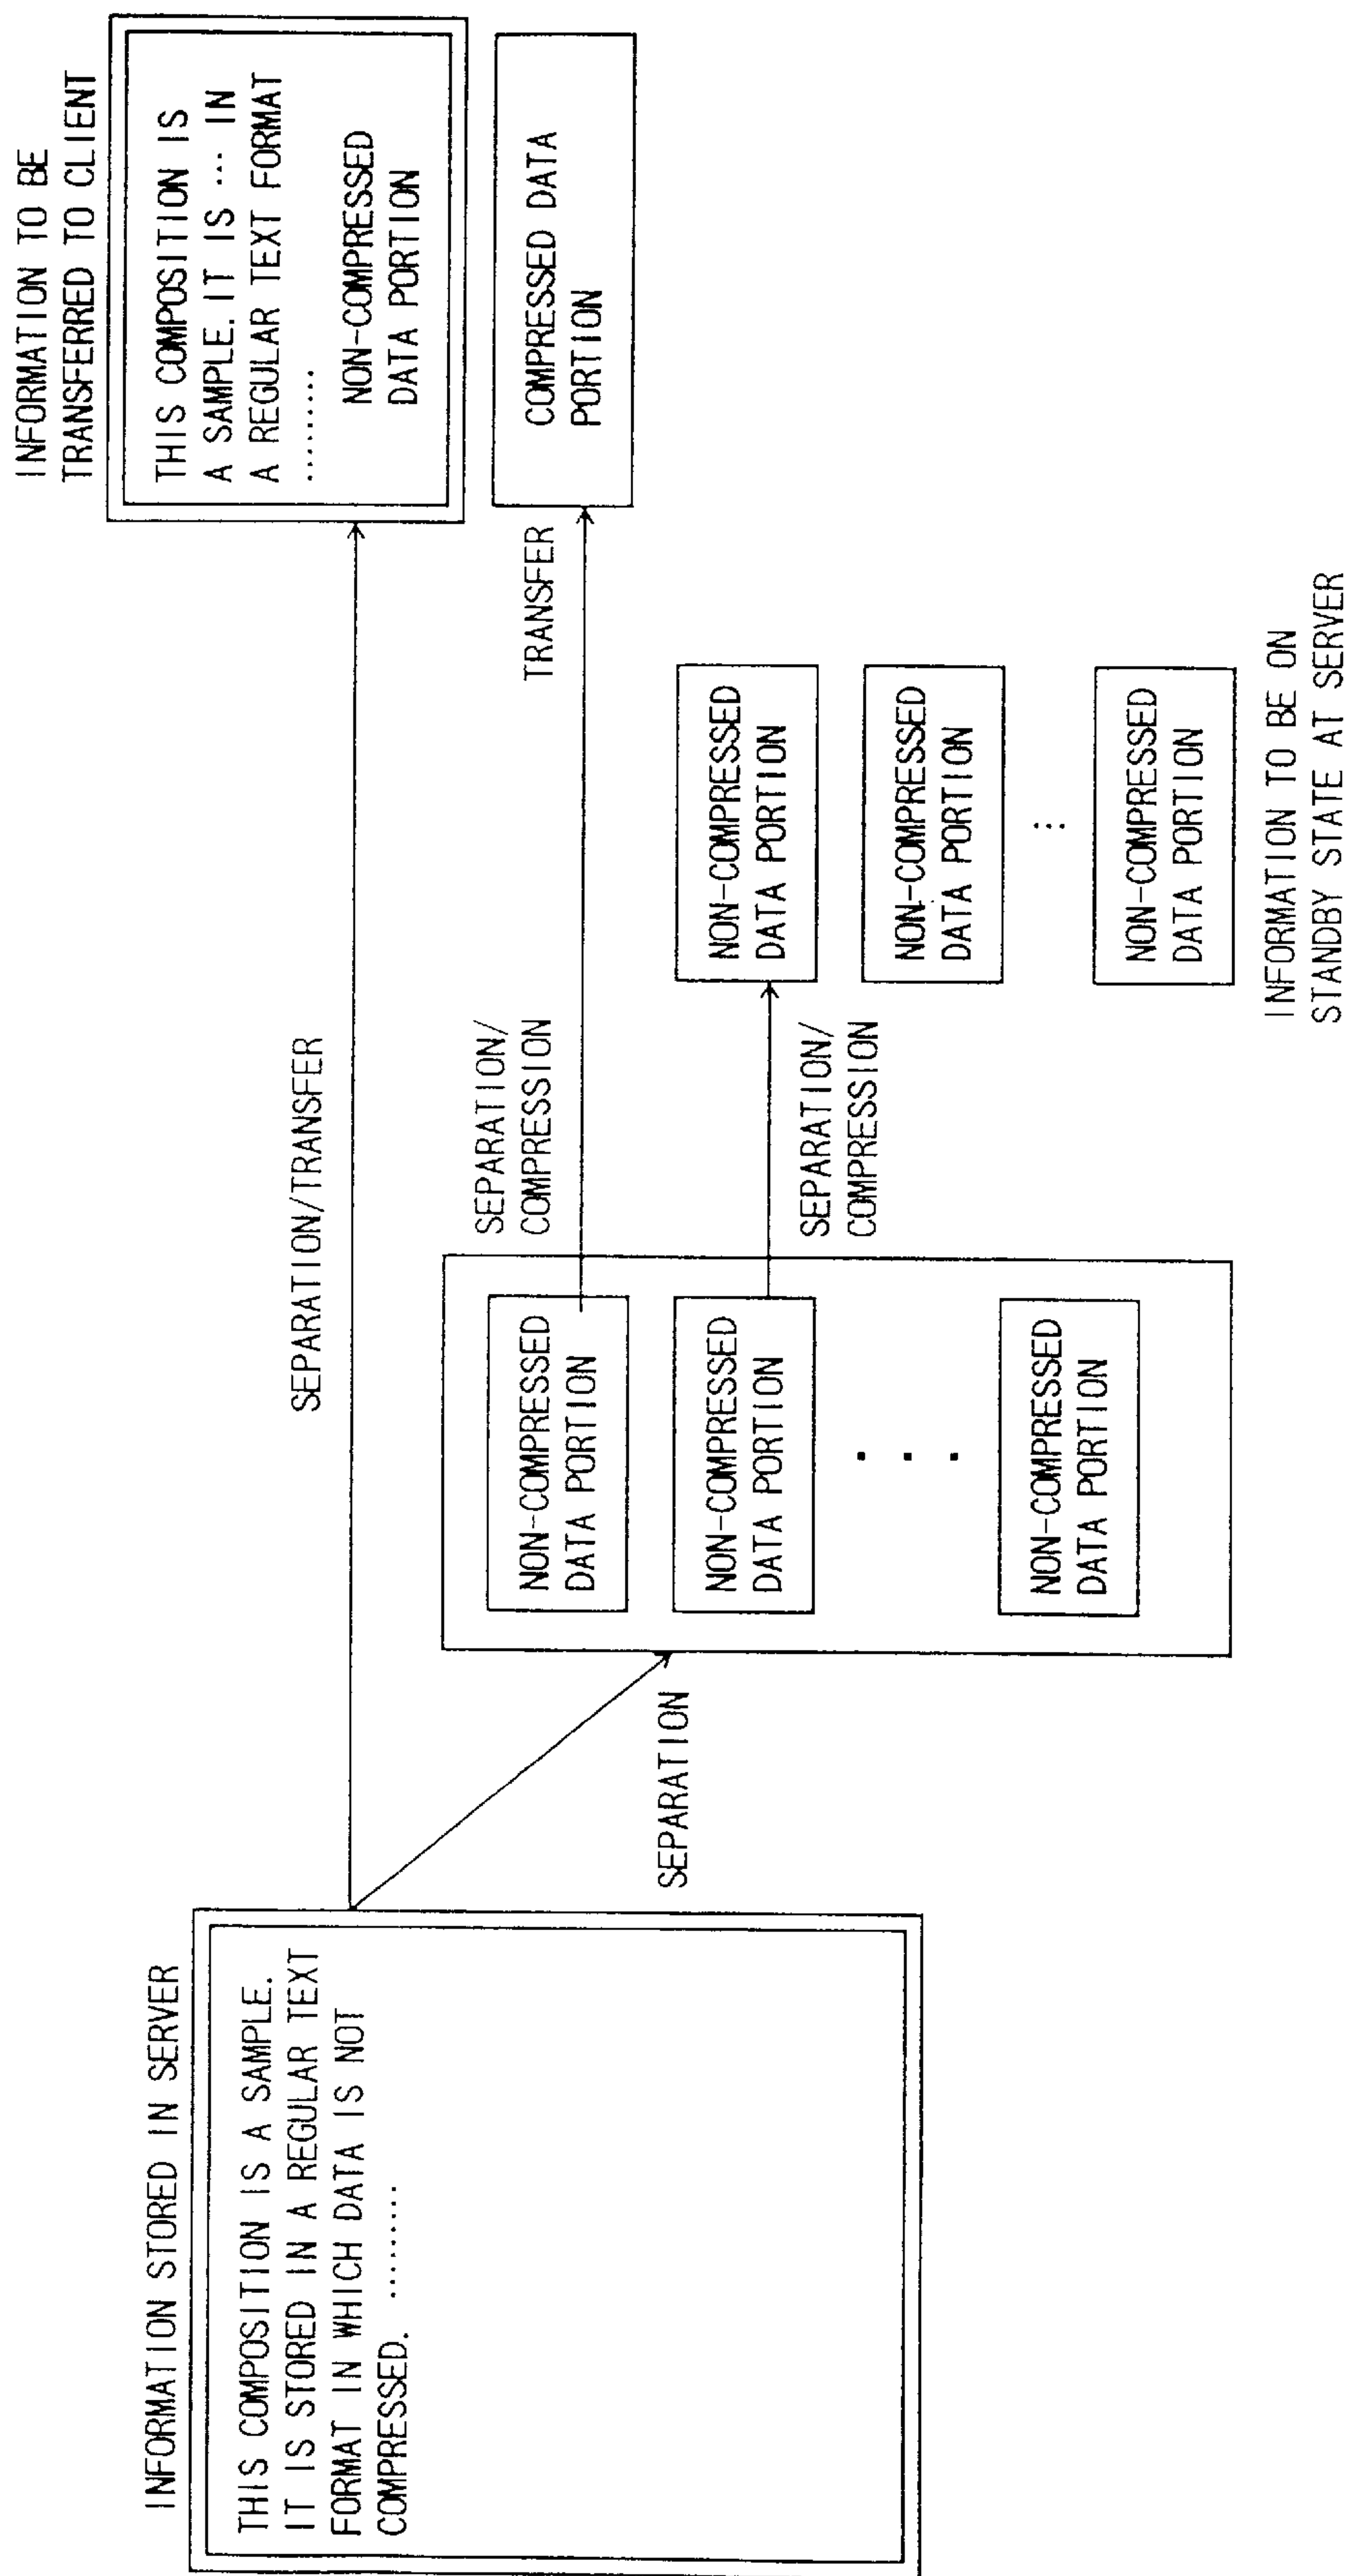 INFORMATION STORED IN SERVER
THIS COMPOSITION IS A SAMPLE.
IT IS STORED IN A REGULAR TEXT
FORMAT IN WHICH DATA IS NOT
COMPRESSED. .........
SEPARATION/TRANSFER
SEPARATION
NON-COMPRESSED
DATA PORTION
NON-COMPRESSED
DATA PORTION
. . .
NON-COMPRESSED
DATA PORTION
SEPARATION/
COMPRESSION
TRANSFER
SEPARATION/
COMPRESSION
NON-COMPRESSED
DATA PORTION
NON-COMPRESSED
DATA PORTION
...
NON-COMPRESSED
DATA PORTION
INFORMATION TO BE ON
STANDBY STATE AT SERVER
INFORMATION TO BE
TRANSFERRED TO CLIENT
THIS COMPOSITION IS
A SAMPLE.IT IS ... IN
A REGULAR TEXT FORMAT
.........
NON-COMPRESSED
DATA PORTION
COMPRESSED DATA
PORTION